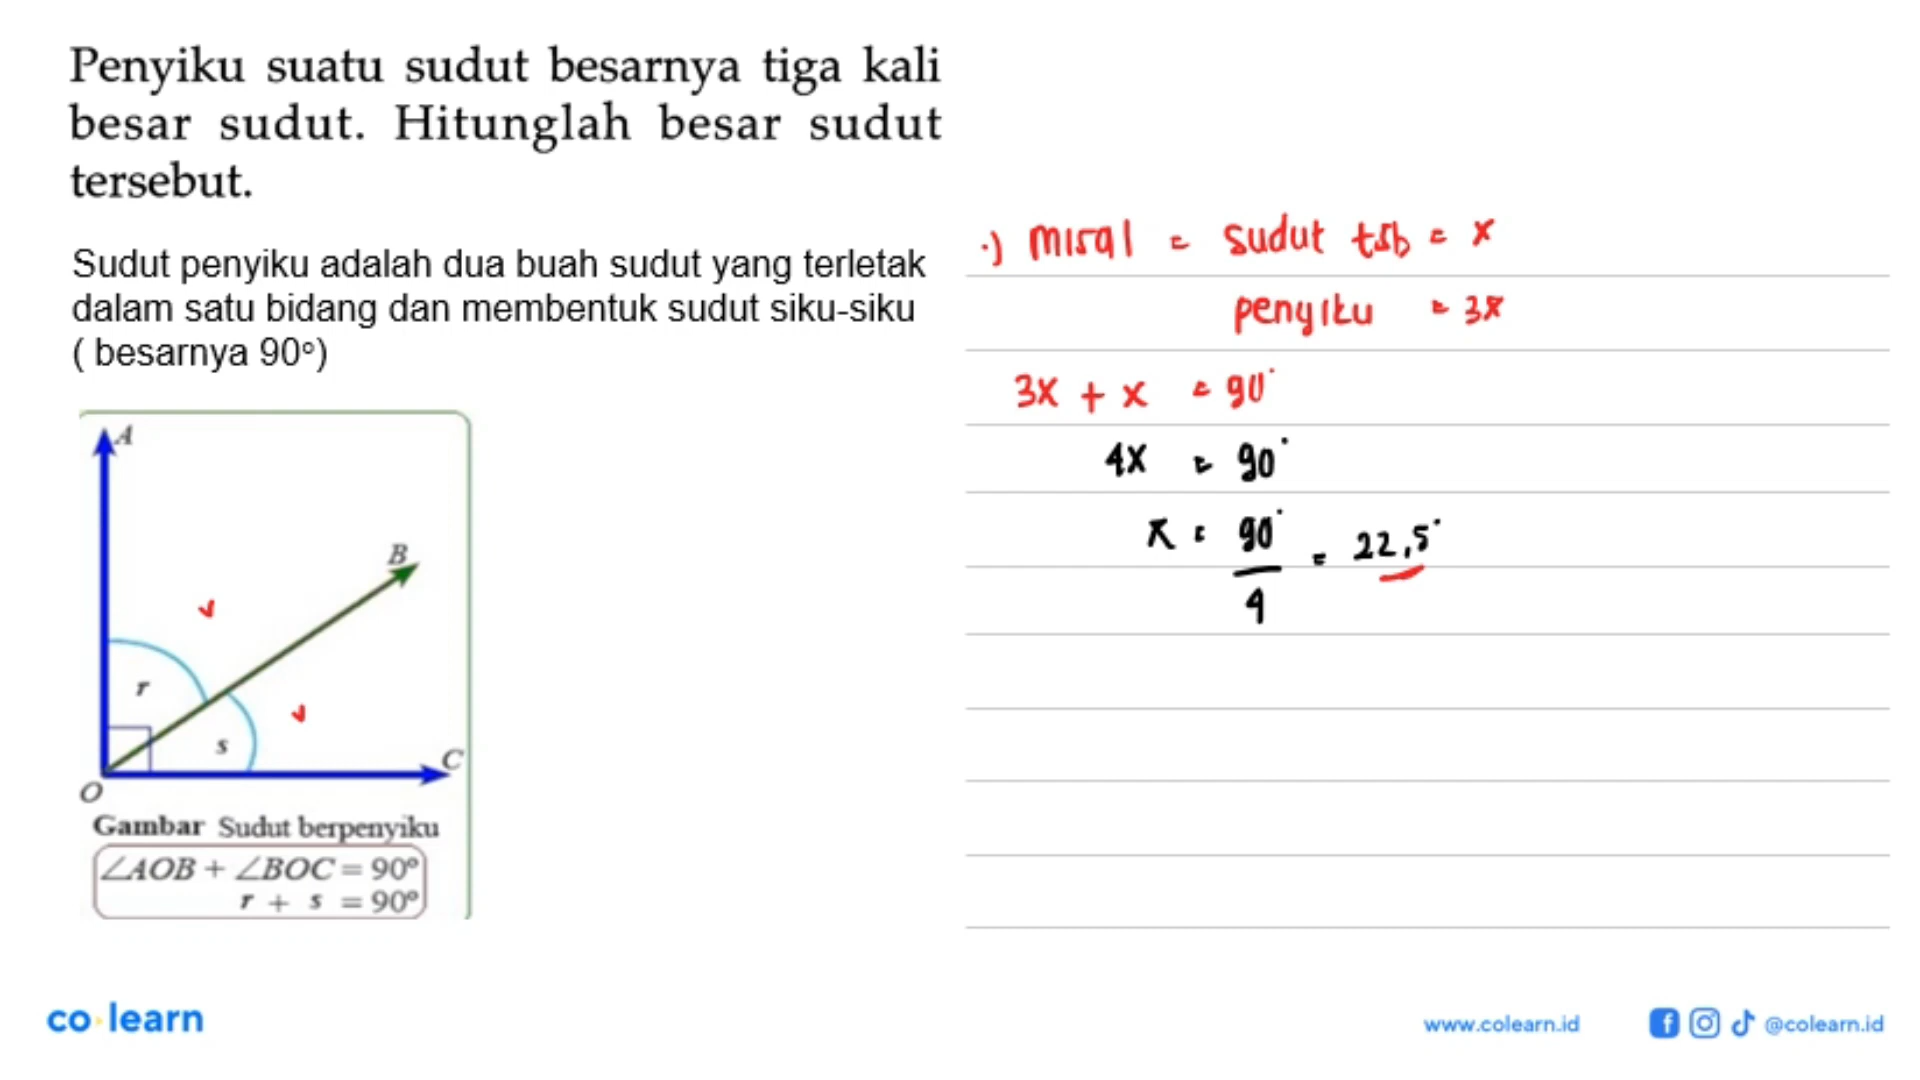 Penyiku suatu sudut besarnya tiga kali
besar sudut. Hitunglah besar sudut
tersebut.
Sudut penyiku adalah dua buah sudut yang terletak
dalam satu bidang dan membentuk sudut siku-siku
( besarnya 90°)
A
B
r
s
C
O
Gambar Sudut berpenyiku
∠AOB + ∠BOC = 90°
r + s = 90°
·) misal = sudut tsb = x
penyiku = 3x
3x + x = 90°
4x = 90°
x = 90° / 4 = 22,5°
co learn
www.colearn.id
@colearn.id